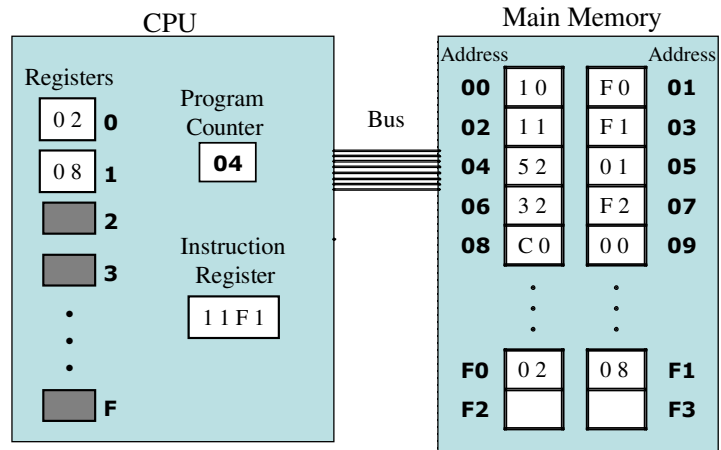 CPU
Registers
0 2 0
0 8 1
2
3
F
Program
Counter
04
Instruction
Register
1 1 F 1
Bus
Main Memory
Address Address
00 1 0 F 0 01
02 1 1 F 1 03
04 5 2 0 1 05
06 3 2 F 2 07
08 C 0 0 0 09
F0 0 2 0 8 F1
F2 F3